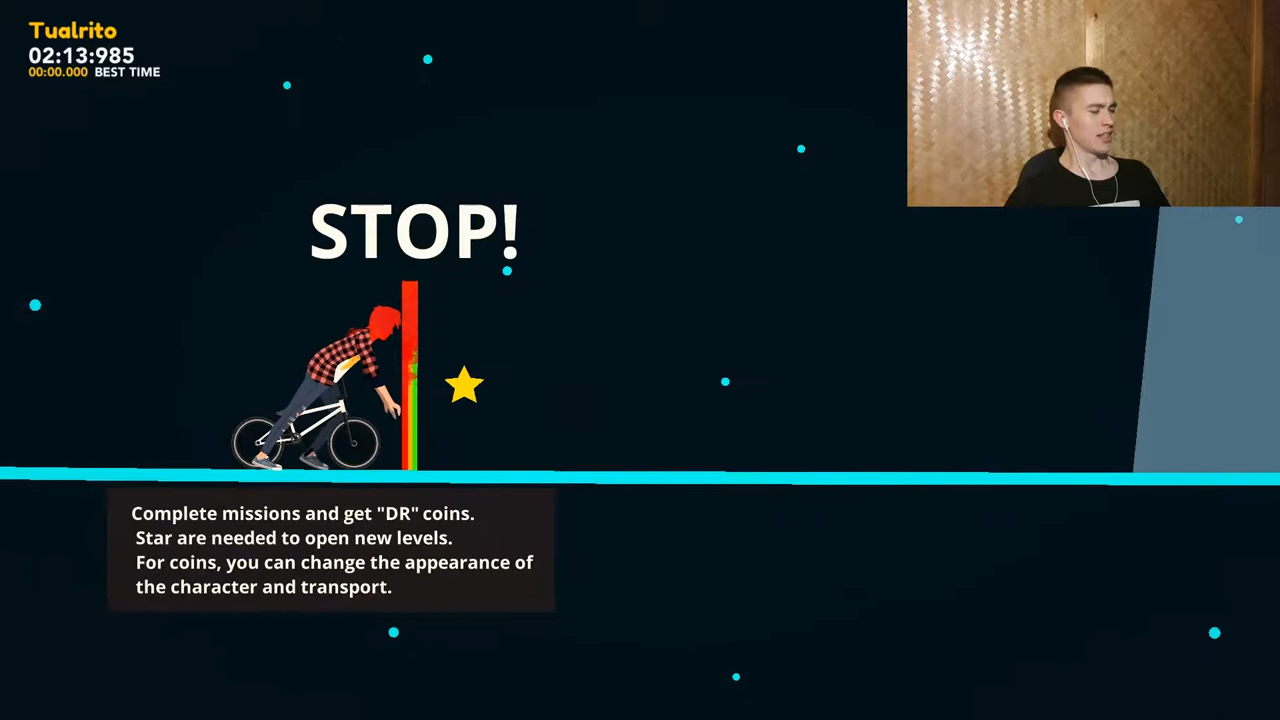 Tualrito
02:13:985
00:00.000 BEST TIME
STOP!
Complete missions and get "DR" coins.
Star are needed to open new levels.
For coins, you can change the appearance of
the character and transport.